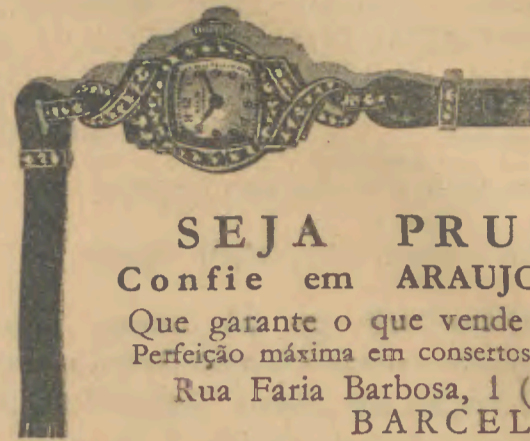 SEJA PRU
Confie em ARAUJO
Que garante o que vende
Perfeição máxima em consertos
Rua Faria Barbosa, 1 (
BARCEL